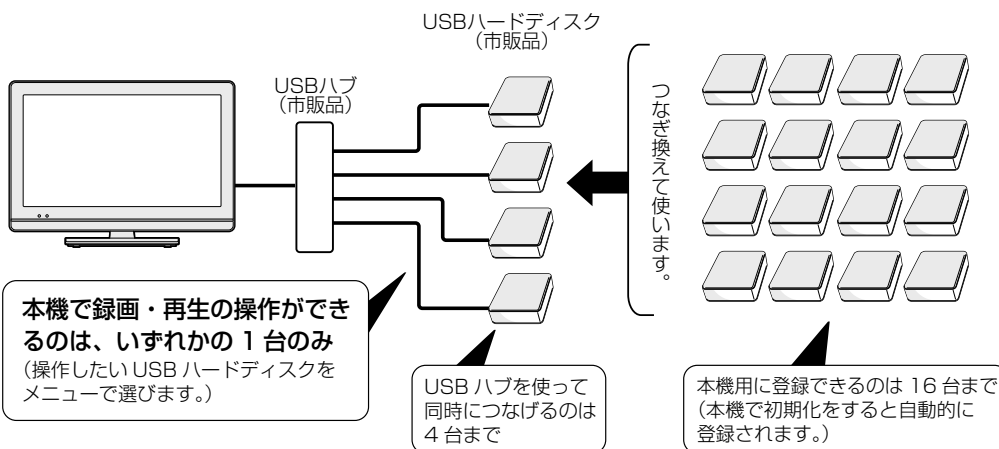 USBハードディスク
（市販品）
USBハブ
（市販品）
つなぎ換えて使います。
本機で録画・再生の操作ができ
るのは、いずれかの 1 台のみ
（操作したい USB ハードディスクを
メニューで選びます。）
USB ハブを使って
同時につなげるのは
4 台まで
本機用に登録できるのは 16 台まで
（本機で初期化をすると自動的に
登録されます。）